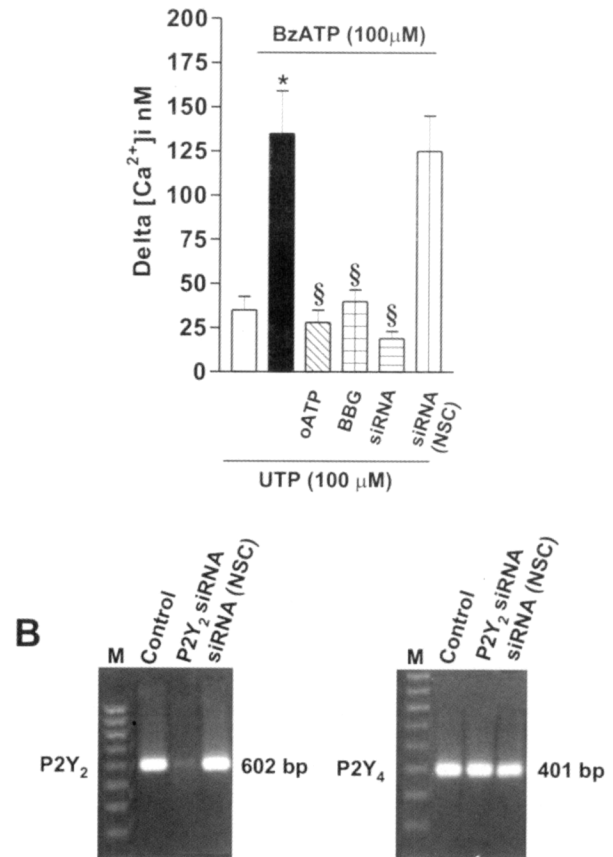 200
BzATP (100μM)
175
*
150
125
100
75
50
25
0
Delta [Ca²⁺]i nM
§
§
§
oATP
BBG
siRNA
siRNA (NSC)
UTP (100 μM)
B
M
Control
P2Y₂ siRNA
siRNA (NSC)
P2Y₂
602 bp
M
Control
P2Y₂ siRNA
siRNA (NSC)
P2Y₄
401 bp